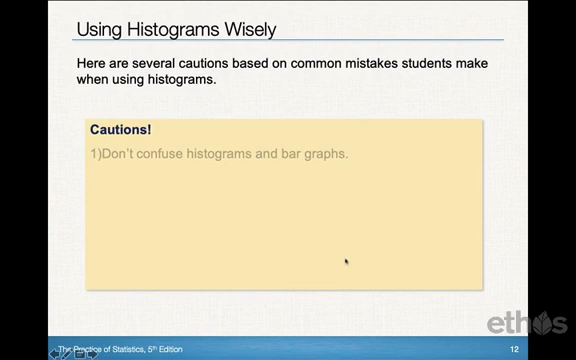 Using Histograms Wisely
Here are several cautions based on common mistakes students make
when using histograms.
Cautions!
1)Don't confuse histograms and bar graphs.
ethos
The Practice of Statistics, 5th Edition
12